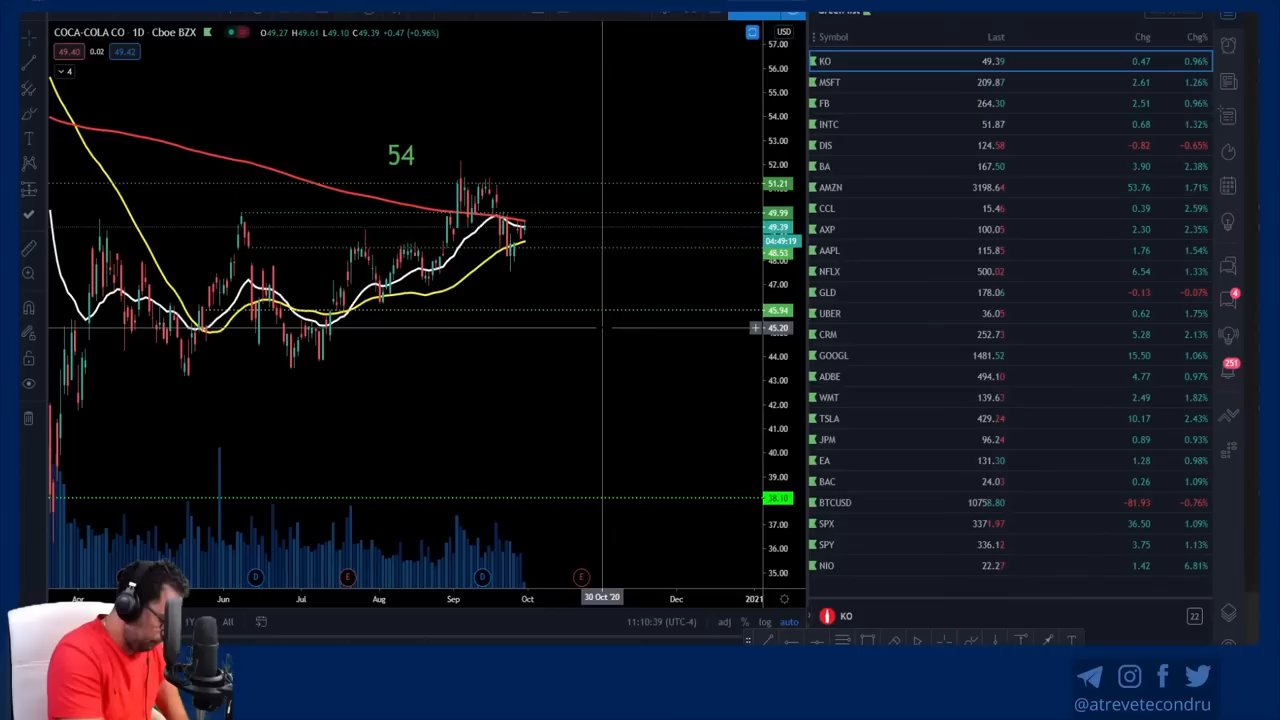 COCA-COLA CO · 1D · Cboe BZX O49.27 H49.61 L49.10 C49.39 +0.47 (+0.96%)
49.40 0.02 49.42
4
USD
57.00
56.00
55.00
54.00
53.00
52.00
51.21
49.99
49.39
04:49:19
48.53
48.00
47.00
45.94
45.20
44.00
43.00
42.00
41.00
40.00
39.00
38.10
37.00
36.00
35.00
54
D
E
D
E
Apr Jun Jul Aug Sep Oct 30 Oct '20 Dec 2021
1Y All 11:10:39 (UTC-4) adj % log auto
Symbol Last Chg Chg%
KO 49.39 0.47 0.96%
MSFT 209.87 2.61 1.26%
FB 264.30 2.51 0.96%
INTC 51.87 0.68 1.32%
DIS 124.58 -0.82 -0.65%
BA 167.50 3.90 2.38%
AMZN 3198.64 53.76 1.71%
CCL 15.46 0.39 2.59%
AXP 100.05 2.30 2.35%
AAPL 115.85 1.76 1.54%
NFLX 500.02 6.54 1.33%
GLD 178.06 -0.13 -0.07%
UBER 36.05 0.62 1.75%
CRM 252.73 5.28 2.13%
GOOGL 1481.52 15.50 1.06%
ADBE 494.10 4.77 0.97%
WMT 139.63 2.49 1.82%
TSLA 429.24 10.17 2.43%
JPM 96.24 0.89 0.93%
EA 131.30 1.28 0.98%
BAC 24.03 0.26 1.09%
BTCUSD 10758.80 -81.93 -0.76%
SPX 3371.97 36.50 1.09%
SPY 336.12 3.75 1.13%
NIO 22.27 1.42 6.81%
KO 22
4
251
@atrevetecondru